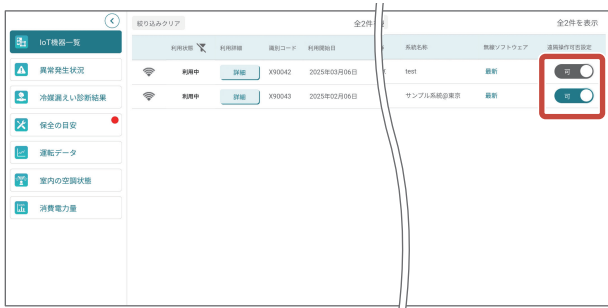 絞り込みクリア 全2件 全2件を表示
IoT機器一覧
利用状態 利用詳細 識別コード 利用開始日 系統名称 無線ソフトウェア 遠隔操作可否設定
異常発生状況
利用中 詳細 X90042 2025年03月06日 test 最新 可
冷媒漏えい診断結果
利用中 詳細 X90043 2025年02月06日 サンプル系統@東京 最新 可
保全の目安
運転データ
室内の空調状態
消費電力量